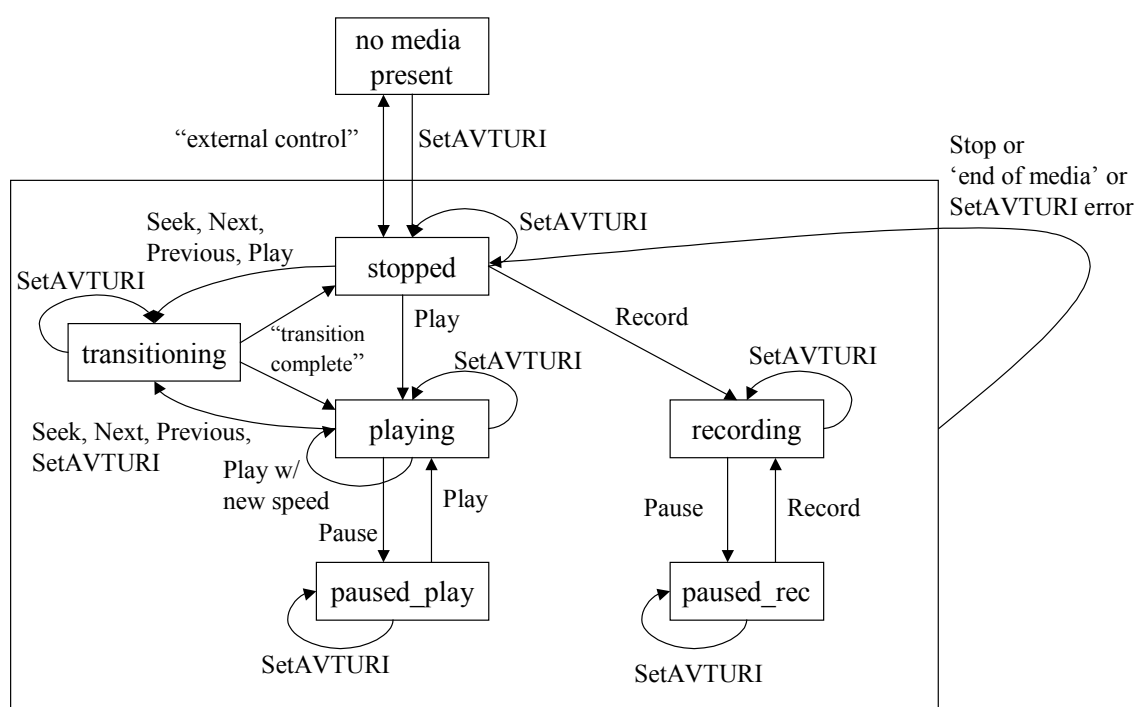 no media
present
“external control”
SetAVTURI
Stop or
‘end of media’ or
SetAVTURI error
Seek, Next,
Previous, Play
SetAVTURI
stopped
SetAVTURI
transitioning
“transition
complete”
Play
Record
SetAVTURI
SetAVTURI
playing
recording
Seek, Next, Previous,
SetAVTURI
Play w/
new speed
Pause
Play
Pause
Record
paused_play
paused_rec
SetAVTURI
SetAVTURI